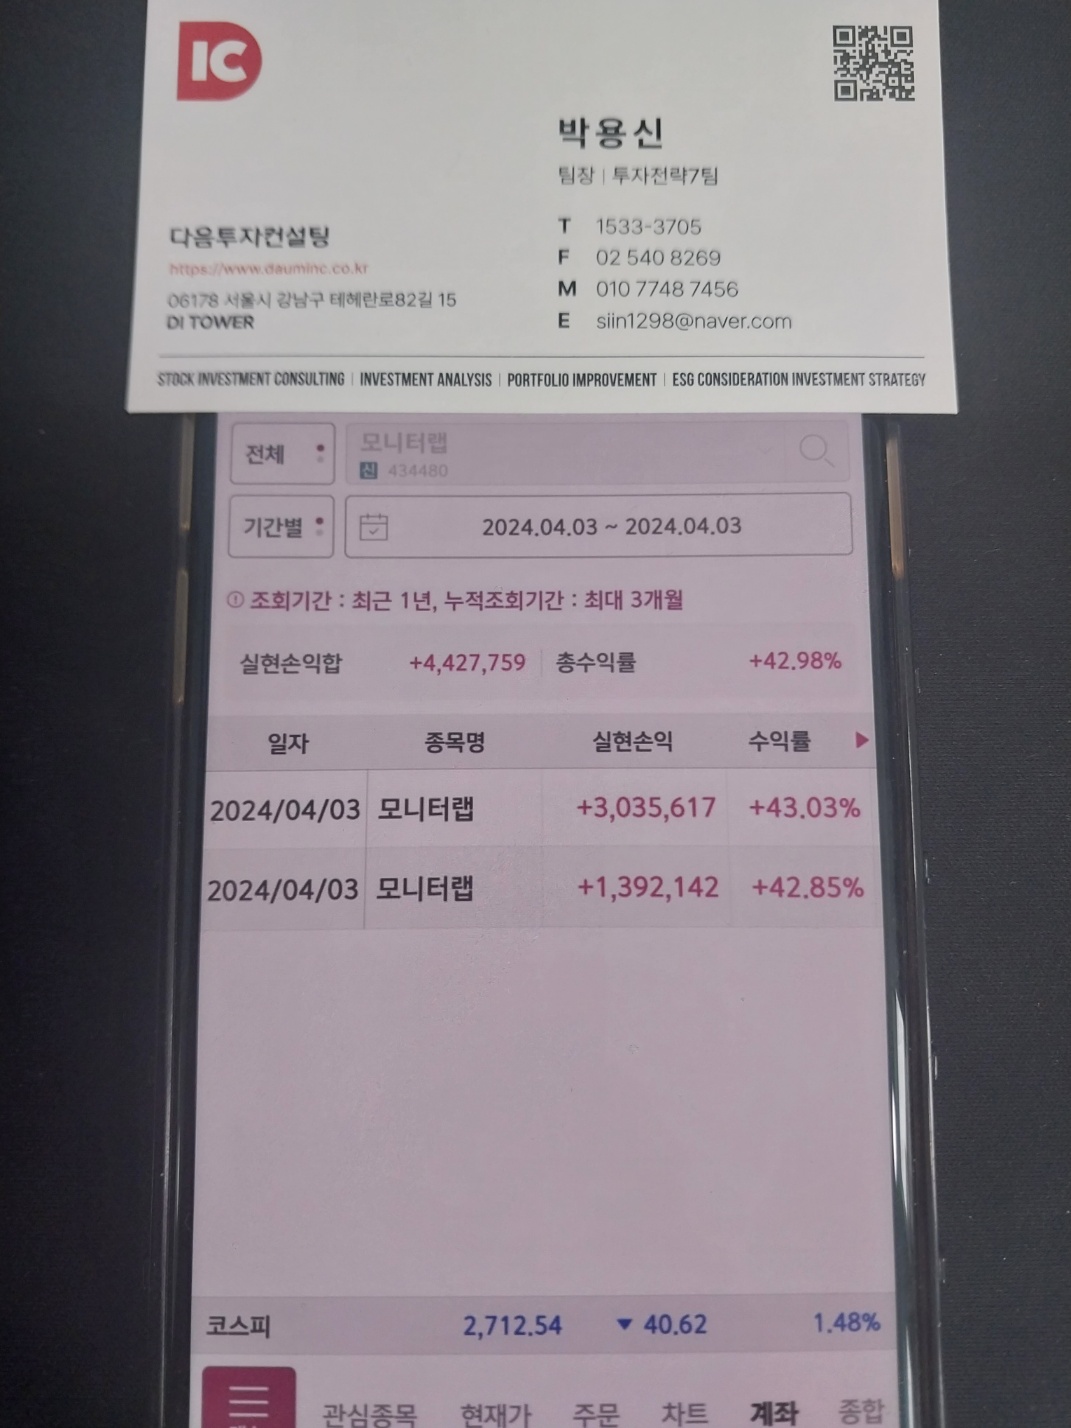 IC
박용신
팀장 | 투자전략7팀
다음투자컨설팅
https://www.dauminc.co.kr
06178 서울시 강남구 테헤란로82길 15
DI TOWER
T 1533-3705
F 02 540 8269
M 010 7748 7456
E siin1298@naver.com
STOCK INVESTMENT CONSULTING | INVESTMENT ANALYSIS | PORTFOLIO IMPROVEMENT | ESG CONSIDERATION INVESTMENT STRATEGY
전체 모니터랩
신 434480
기간별 2024.04.03 ~ 2024.04.03
조회기간 : 최근 1년, 누적조회기간 : 최대 3개월
실현손익합 +4,427,759 총수익률 +42.98%
일자 종목명 실현손익 수익률 ▶
2024/04/03 모니터랩 +3,035,617 +43.03%
2024/04/03 모니터랩 +1,392,142 +42.85%
코스피 2,712.54 ▼ 40.62 1.48%
관심종목 현재가 주문 차트 계좌 종합